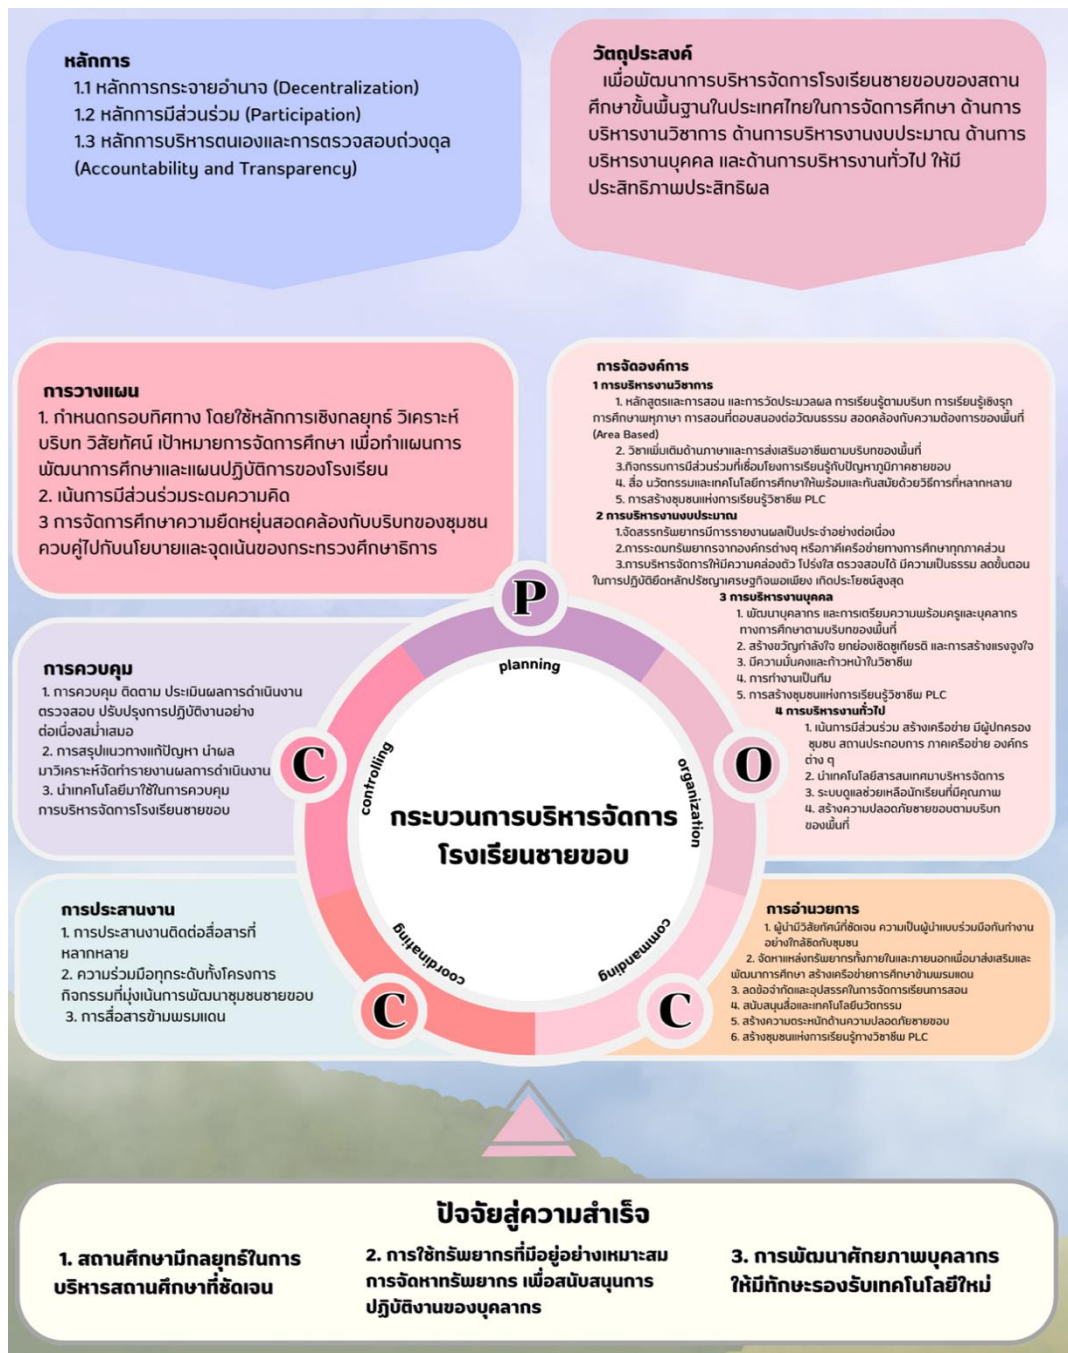 หลักการ
1.1 หลักการกระจายอำนาจ (Decentralization)
1.2 หลักการมีส่วนร่วม (Participation)
1.3 หลักการบริหารตนเองและการตรวจสอบถ่วงดุล
(Accountability and Transparency)
วัตถุประสงค์
เพื่อพัฒนาการบริหารจัดการโรงเรียนชายขอบของสถาน
ศึกษาขั้นพื้นฐานในประเทศไทยในการจัดการศึกษา ด้านการ
บริหารงานวิชาการ ด้านการบริหารงานงบประมาณ ด้านการ
บริหารงานบุคคล และด้านการบริหารงานทั่วไป ให้มี
ประสิทธิภาพประสิทธิผล
การวางแผน
1. กำหนดกรอบทิศทาง โดยใช้หลักการเชิงกลยุทธ์ วิเคราะห์
บริบท วิสัยทัศน์ เป้าหมายการจัดการศึกษา เพื่อทำแผนการ
พัฒนาการศึกษาและแผนปฏิบัติการของโรงเรียน
2. เน้นการมีส่วนร่วมระดมความคิด
3 การจัดการศึกษาความยืดหยุ่นสอดคล้องกับบริบทของชุมชน
ควบคู่ไปกับนโยบายและจุดเน้นของกระทรวงศึกษาธิการ
การจัดองค์การ
1 การบริหารงานวิชาการ
1. หลักสูตรและการสอน และการวัดประมวลผล การเรียนรู้ตามบริบท การเรียนรู้เชิงรุก
การศึกษาพหุภาษา การสอนที่ตอบสนองต่อวัฒนธรรม สอดคล้องกับความต้องการของพื้นที่
(Area Based)
2. วิชาเพิ่มเติมด้านภาษาและการส่งเสริมอาชีพตามบริบทของพื้นที่
3.กิจกรรมการมีส่วนร่วมที่เชื่อมโยงการเรียนรู้กับปัญหาภูมิภาคชายขอบ
4. สื่อ นวัตกรรมและเทคโนโลยีการศึกษาให้พร้อมและทันสมัยด้วยวิธีการที่หลากหลาย
5. การสร้างชุมชนแห่งการเรียนรู้วิชาชีพ PLC
2 การบริหารงานงบประมาณ
1.จัดสรรทรัพยากรมีการรายงานผลเป็นประจำอย่างต่อเนื่อง
2.การระดมทรัพยากรจากองค์กรต่างๆ หรือภาคีเครือข่ายทางการศึกษาทุกภาคส่วน
3.การบริหารจัดการให้มีความคล่องตัว โปร่งใส ตรวจสอบได้ มีความเป็นธรรม ลดขั้นตอน
ในการปฏิบัติยึดหลักปรัชญาเศรษฐกิจพอเพียง เกิดประโยชน์สูงสุด
3 การบริหารงานบุคคล
1. พัฒนาบุคลากร และการเตรียมความพร้อมครูและบุคลากร
ทางการศึกษาตามบริบทของพื้นที่
2. สร้างขวัญกำลังใจ ยกย่องเชิดชูเกียรติ และการสร้างแรงจูงใจ
3. มีความมั่นคงและก้าวหน้าในวิชาชีพ
4. การทำงานเป็นทีม
5. การสร้างชุมชนแห่งการเรียนรู้วิชาชีพ PLC
4 การบริหารงานทั่วไป
1. เน้นการมีส่วนร่วม สร้างเครือข่าย มีผู้ปกครอง
ชุมชน สถานประกอบการ ภาคเครือข่าย องค์กร
ต่าง ๆ
2. นำเทคโนโลยีสารสนเทศมาบริหารจัดการ
3. ระบบดูแลช่วยเหลือนักเรียนที่มีคุณภาพ
4. สร้างความปลอดภัยชายขอบตามบริบท
ของพื้นที่
P
planning
การควบคุม
1. การควบคุม ติดตาม ประเมินผลการดำเนินงาน
ตรวจสอบ ปรับปรุงการปฏิบัติงานอย่าง
ต่อเนื่องสม่ำเสมอ
2. การสรุปแนวทางแก้ปัญหา นำผล
มาวิเคราะห์จัดทำรายงานผลการดำเนินงาน
3. นำเทคโนโลยีมาใช้ในการควบคุม
การบริหารจัดการโรงเรียนชายขอบ
C
controlling
O
organization
กระบวนการบริหารจัดการ
โรงเรียนชายขอบ
การประสานงาน
1. การประสานงานติดต่อสื่อสารที่
หลากหลาย
2. ความร่วมมือทุกระดับทั้งโครงการ
กิจกรรมที่มุ่งเน้นการพัฒนาชุมชนชายขอบ
3. การสื่อสารข้ามพรมแดน
coordinating
C
commanding
C
การอำนวยการ
1. ผู้นำมีวิสัยทัศน์ที่ชัดเจน ความเป็นผู้นำแบบร่วมมือกันทำงาน
อย่างใกล้ชิดกับชุมชน
2. จัดหาแหล่งทรัพยากรทั้งภายในและภายนอกเพื่อมาส่งเสริมและ
พัฒนาการศึกษา สร้างเครือข่ายการศึกษาข้ามพรมแดน
3. ลดข้อจำกัดและอุปสรรคในการจัดการเรียนการสอน
4. สนับสนุนสื่อและเทคโนโลยีนวัตกรรม
5. สร้างความตระหนักด้านความปลอดภัยชายขอบ
6. สร้างชุมชนแห่งการเรียนรู้ทางวิชาชีพ PLC
ปัจจัยสู่ความสำเร็จ
1. สถานศึกษามีกลยุทธ์ในการ
บริหารสถานศึกษาที่ชัดเจน
2. การใช้ทรัพยากรที่มีอยู่อย่างเหมาะสม
การจัดหาทรัพยากร เพื่อสนับสนุนการ
ปฏิบัติงานของบุคลากร
3. การพัฒนาศักยภาพบุคลากร
ให้มีทักษะรองรับเทคโนโลยีใหม่